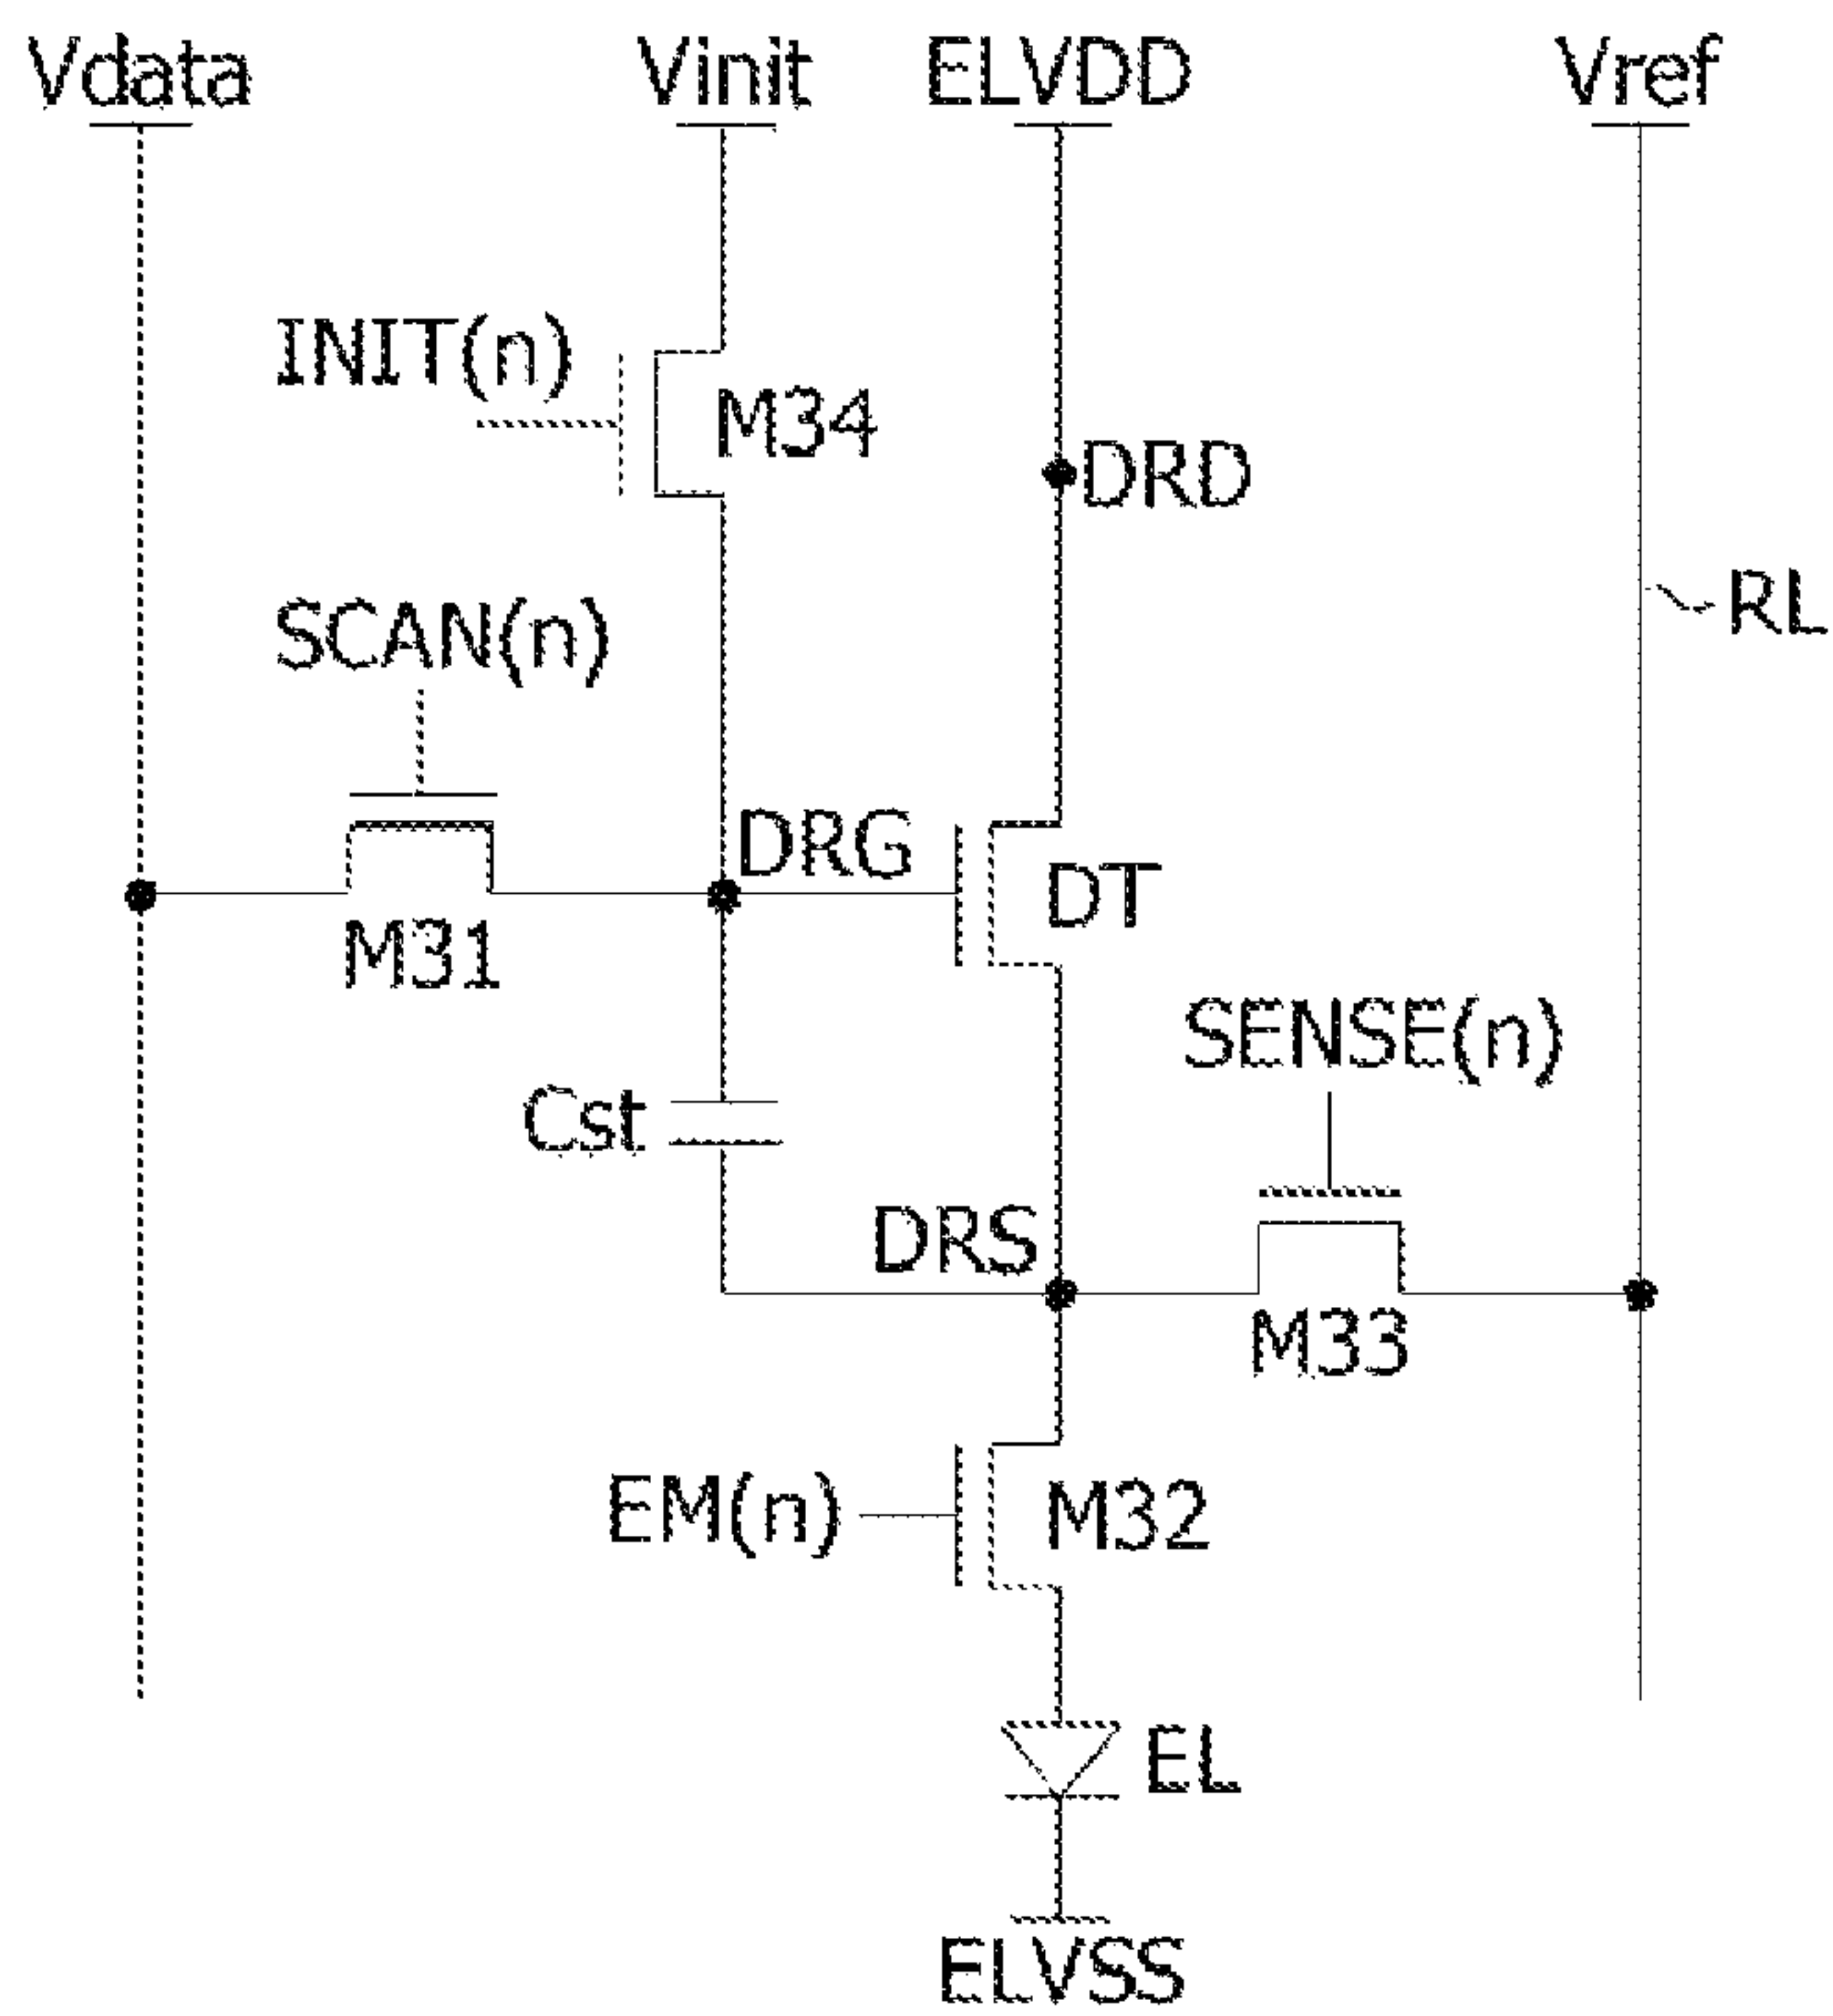 Vdata
Vinit
ELVDD
Vref
INIT(n)
M34
DRD
RL
SCAN(n)
DRG
DT
M31
SENSE(n)
Cst
DRS
M33
EM(n)
M32
EL
ELVSS